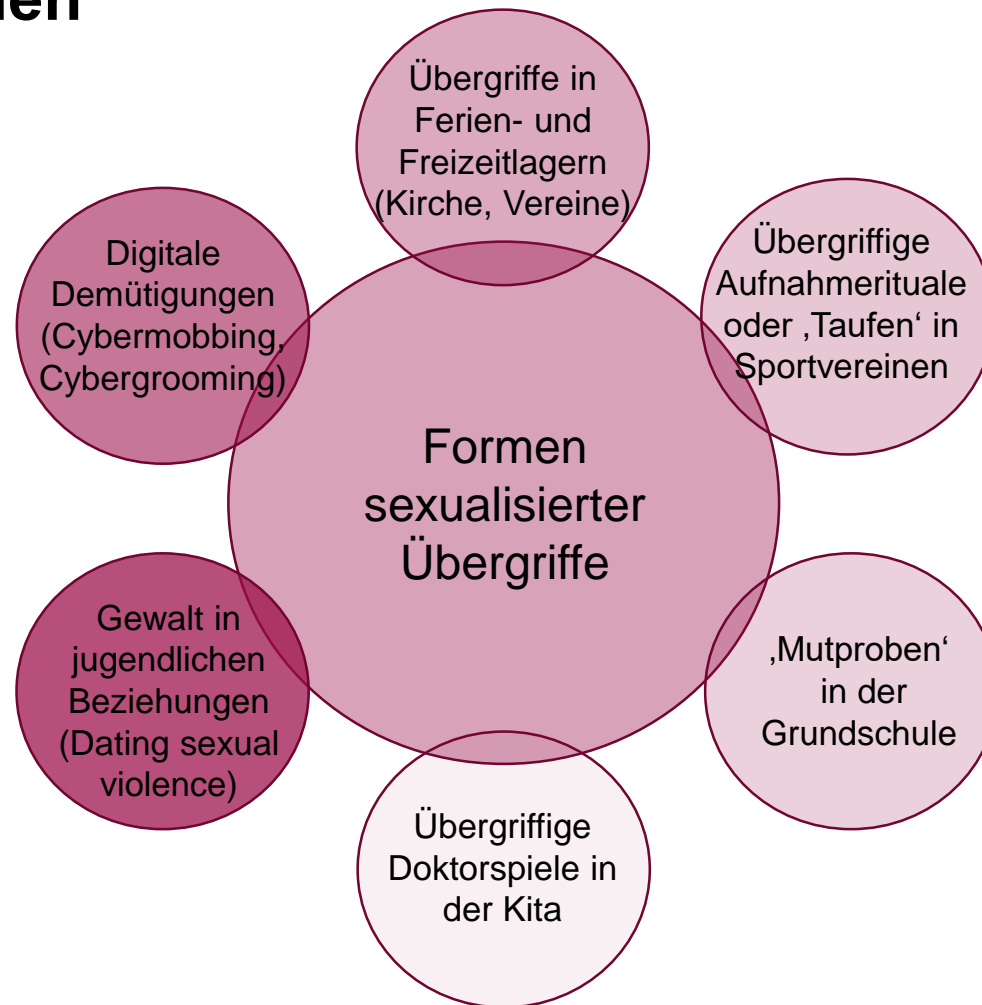 Übergriffe in
Ferien- und
Freizeitlagern
(Kirche, Vereine)
Übergriffige
Aufnahmerituale
oder ‚Taufen‘ in
Sportvereinen
‚Mutproben‘
in der
Grundschule
Übergriffige
Doktorspiele in
der Kita
Gewalt in
jugendlichen
Beziehungen
(Dating sexual
violence)
Digitale
Demütigungen
(Cybermobbing,
Cybergrooming)
Formen
sexualisierter
Übergriffe